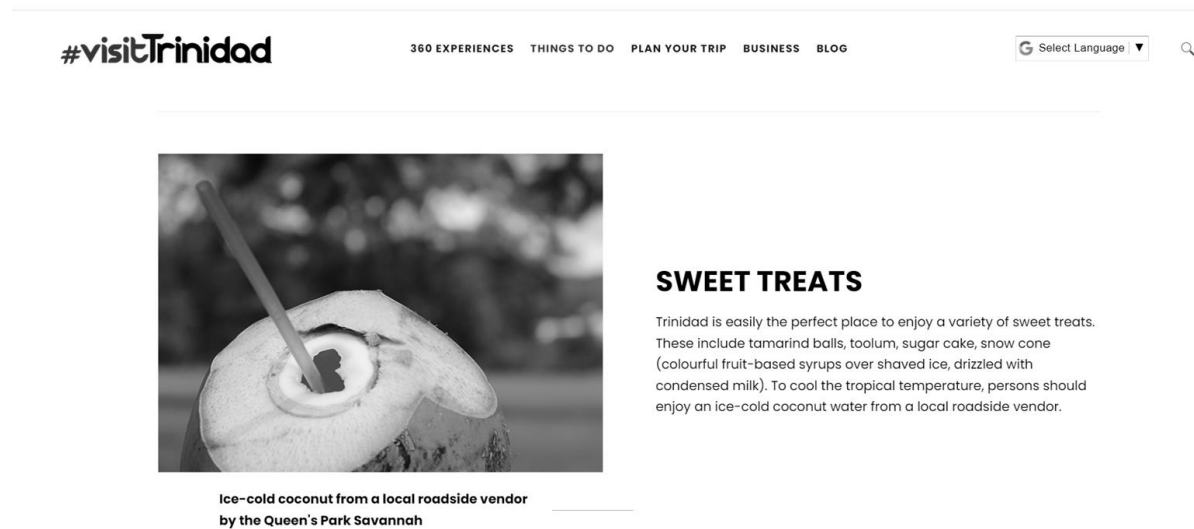 #visitTrinidad
360 EXPERIENCES THINGS TO DO PLAN YOUR TRIP BUSINESS BLOG
G Select Language ▼
SWEET TREATS
Trinidad is easily the perfect place to enjoy a variety of sweet treats.
These include tamarind balls, toolum, sugar cake, snow cone
(colourful fruit-based syrups over shaved ice, drizzled with
condensed milk). To cool the tropical temperature, persons should
enjoy an ice-cold coconut water from a local roadside vendor.
Ice-cold coconut from a local roadside vendor
by the Queen's Park Savannah